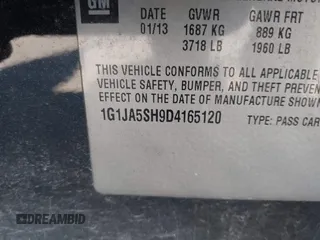 GM
DATE GVWR GAWR FRT
01/13 1687 KG 889 KG
3718 LB 1960 LB
THIS VEHICLE CONFORMS TO ALL APPLICABLE
VEHICLE SAFETY, BUMPER, AND THEFT PREVEN
EFFECT ON THE DATE OF MANUFACTURE SHOWN
1G1JA5SH9D4165120
TYPE: PASS CAR
DREAMBID